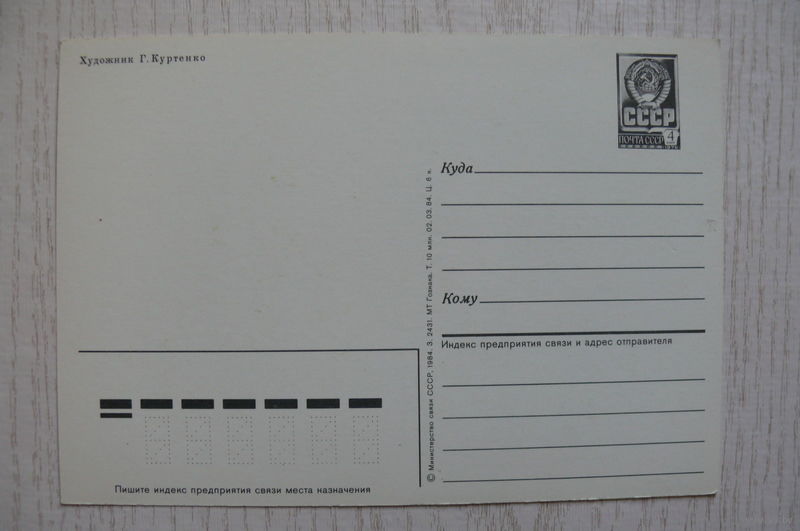 Художник Г. Куртенко
СССР
ПОЧТА СССР
4
Куда
Кому
Индекс предприятия связи и адрес отправителя
© Министерство связи СССР, 1984. З. 2431. МТ Гознака. Т. 10 млн. 02. 03. 84. Ц. 6 к.
Пишите индекс предприятия связи места назначения